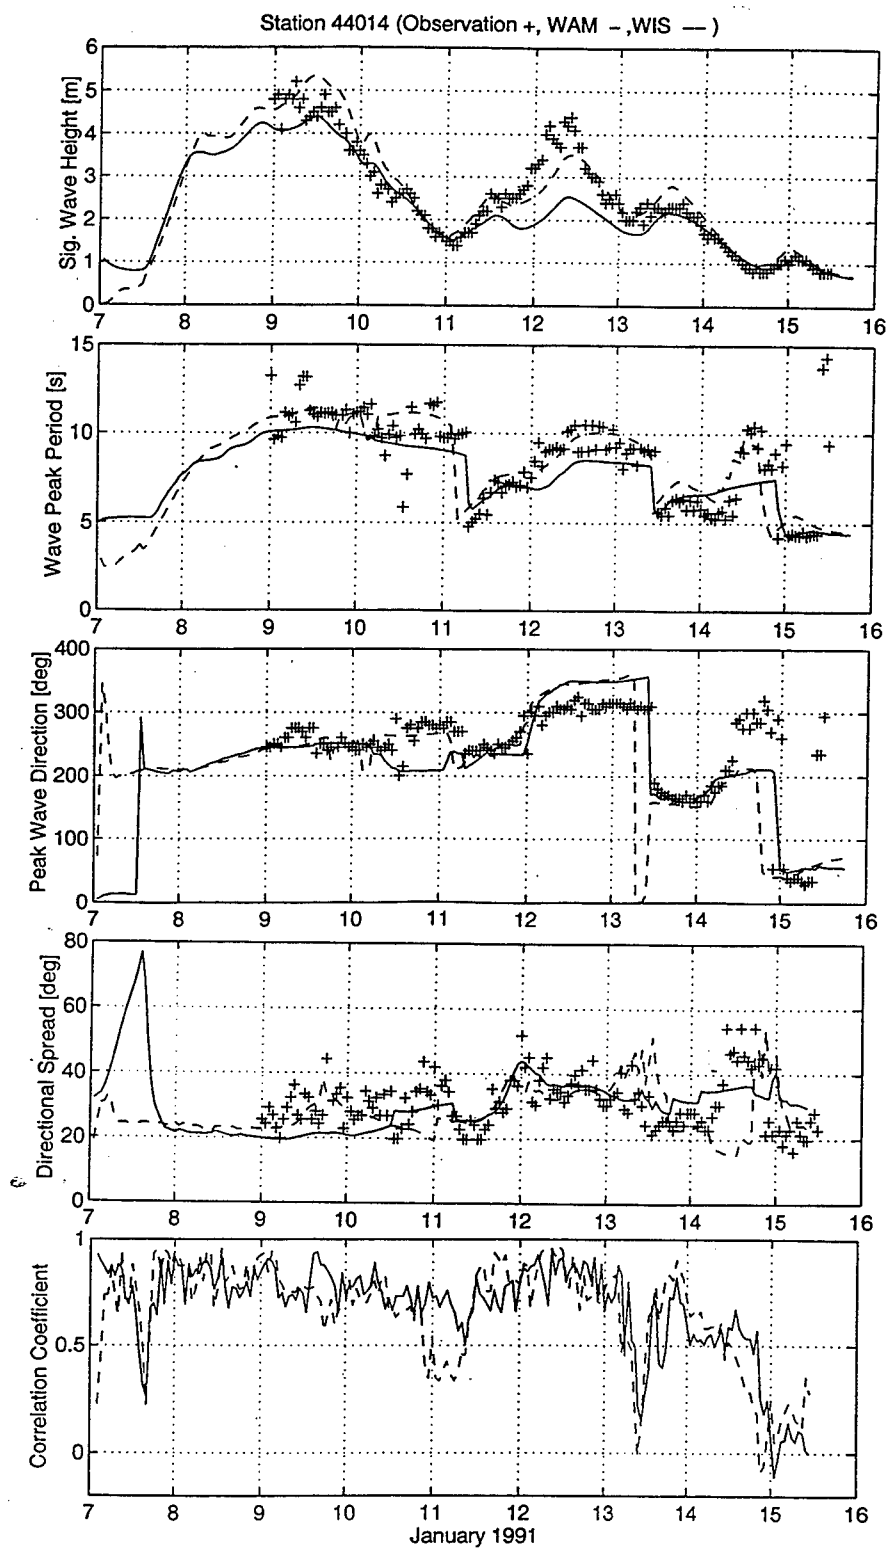 Station 44014 (Observation +, WAM - ,WIS -- )
Sig. Wave Height [m]
6
5
4
3
2
1
0
7 8 9 10 11 12 13 14 15 16
Wave Peak Period [s]
15
10
5
0
7 8 9 10 11 12 13 14 15 16
Peak Wave Direction [deg]
400
300
200
100
0
7 8 9 10 11 12 13 14 15 16
Directional Spread [deg]
80
60
40
20
0
7 8 9 10 11 12 13 14 15 16
Correlation Coefficient
1
0.5
0
7 8 9 10 11 12 13 14 15 16
January 1991